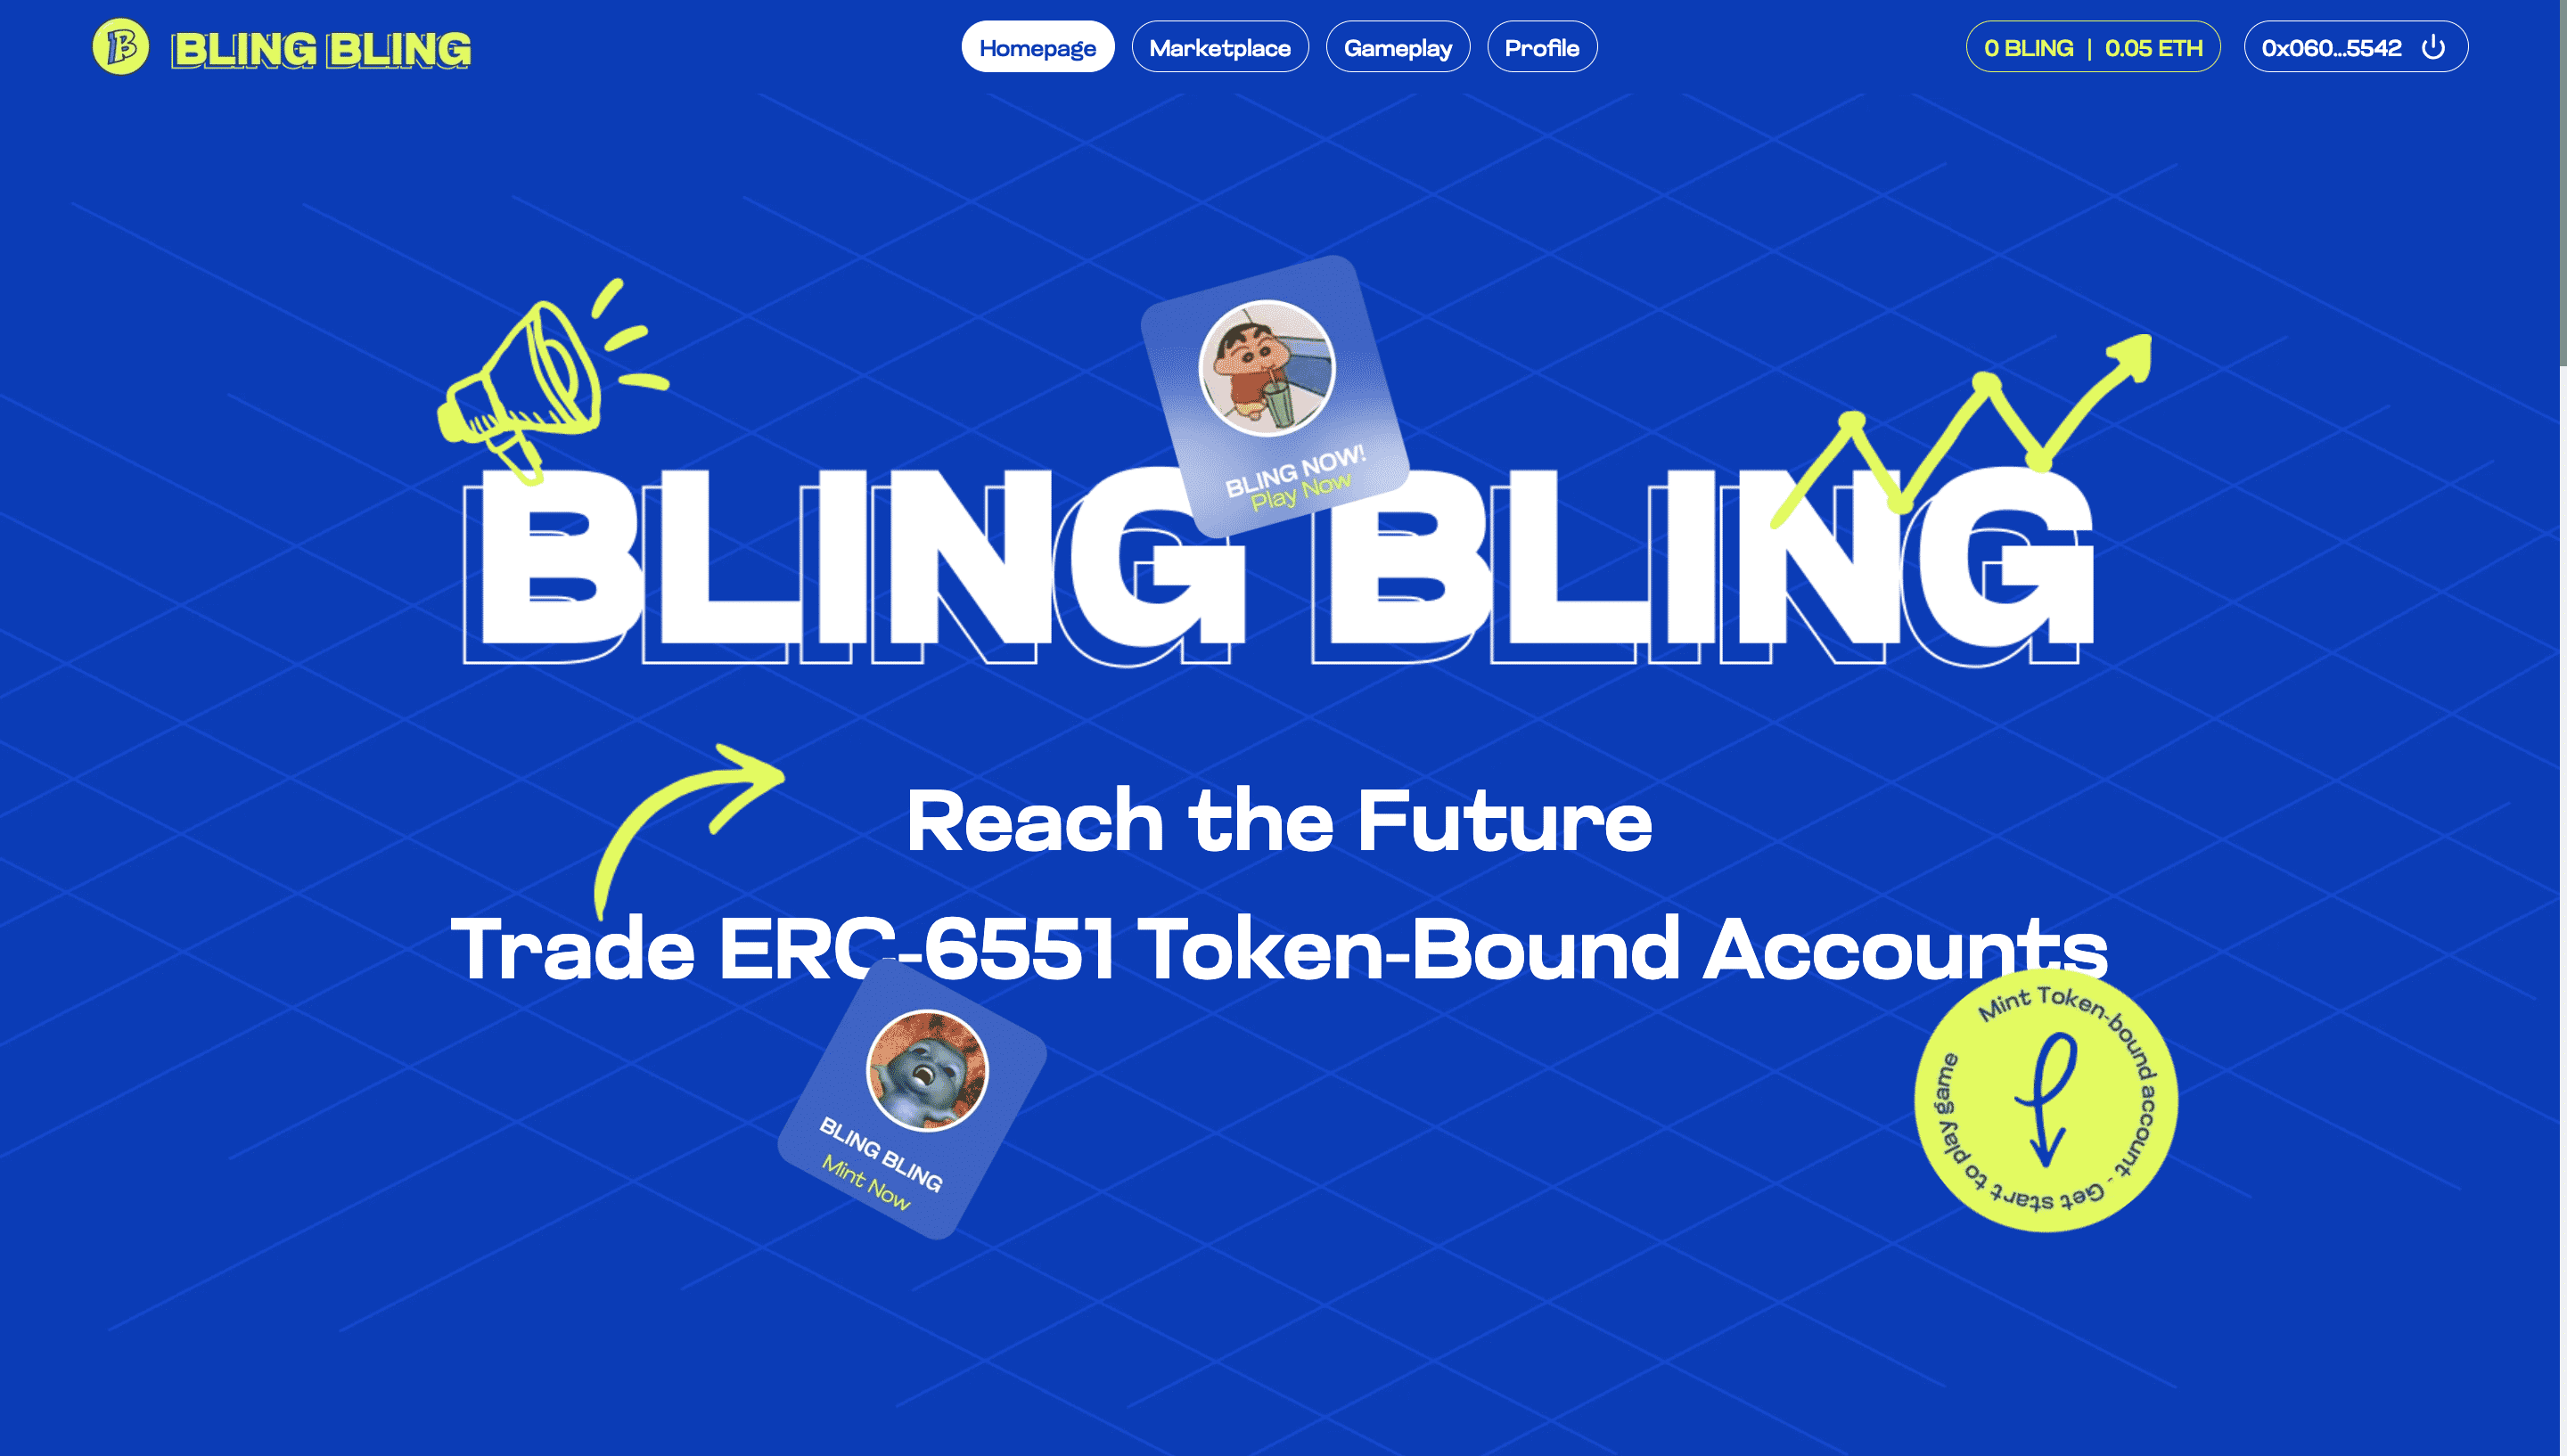 B BLING BLING
Homepage
Marketplace
Gameplay
Profile
0 BLING | 0.05 ETH
0x060...5542
BLING NOW!
Play Now
BLING BLING
Reach the Future
Trade ERC-6551 Token-Bound Accounts
BLING BLING
Mint Now
Mint Token-bound account - Get start to play game